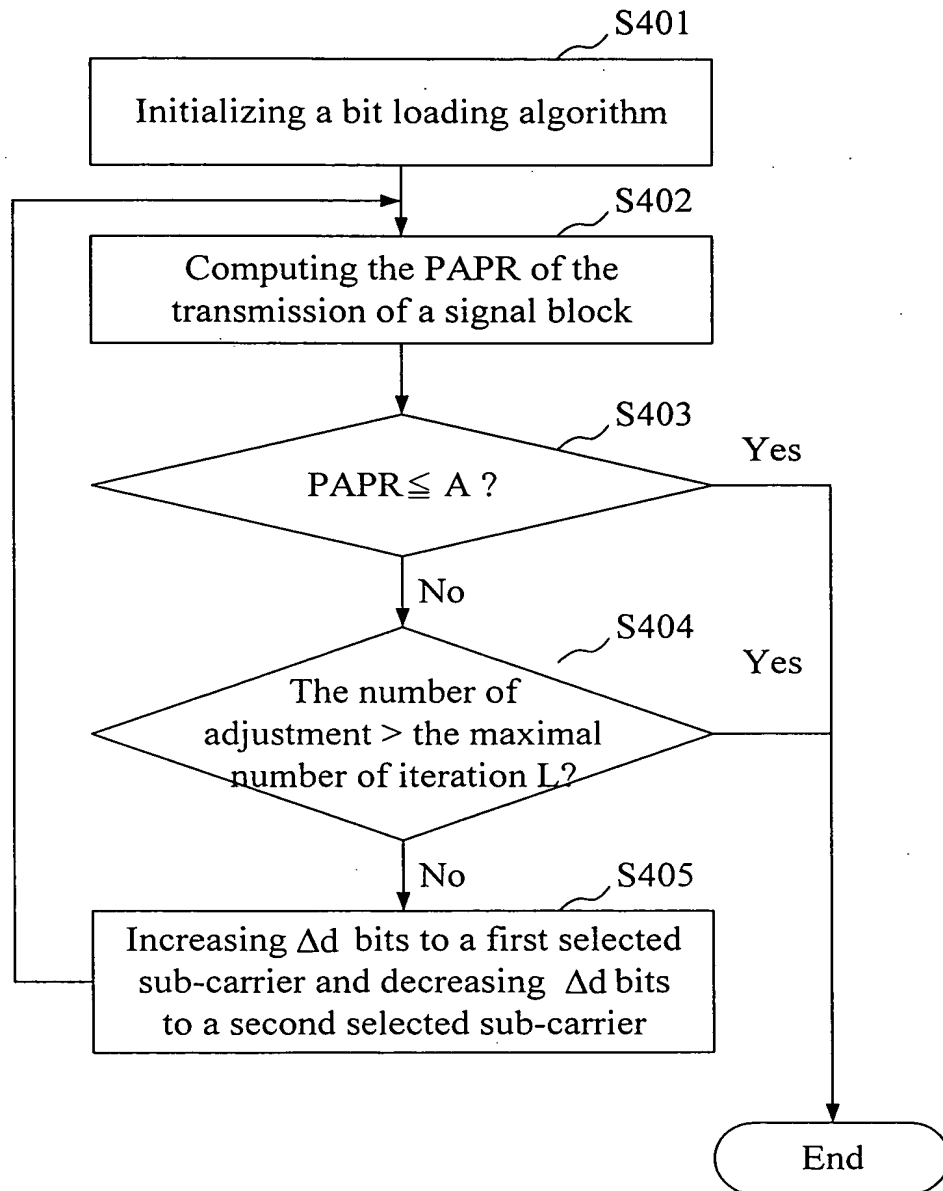 S401
Initializing a bit loading algorithm
S402
Computing the PAPR of the
transmission of a signal block
S403
Yes
PAPR≦ A ?
No
S404
Yes
The number of
adjustment > the maximal
number of iteration L?
No
S405
Increasing Δd bits to a first selected
sub-carrier and decreasing Δd bits
to a second selected sub-carrier
End